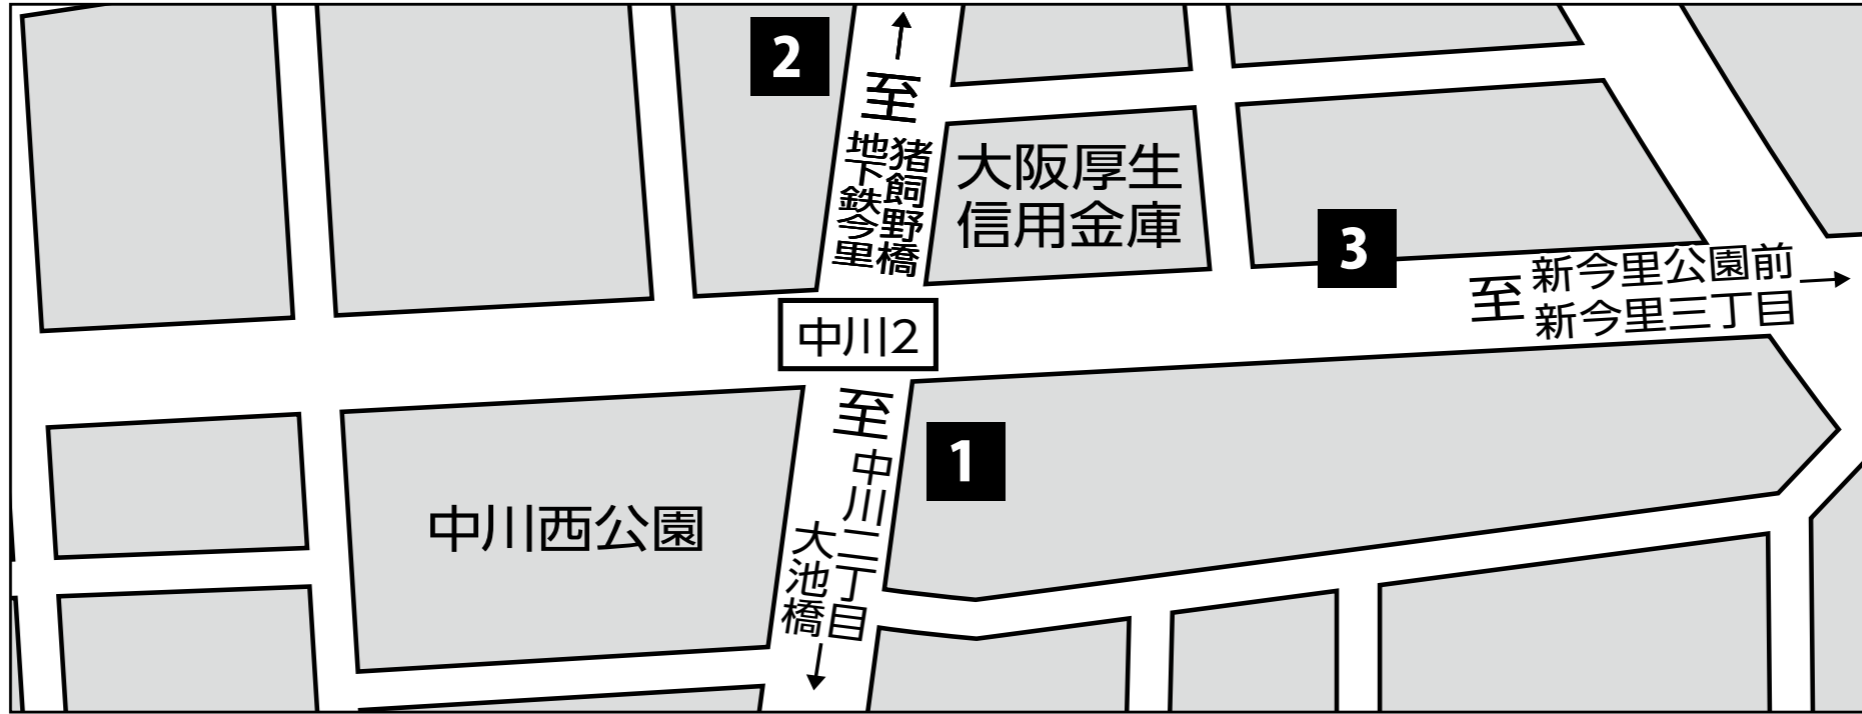 2
至
猪飼野橋
地下鉄今里
大阪厚生
信用金庫
3
至
新今里公園前
新今里三丁目
中川2
至
中川二丁目
大池橋
1
中川西公園